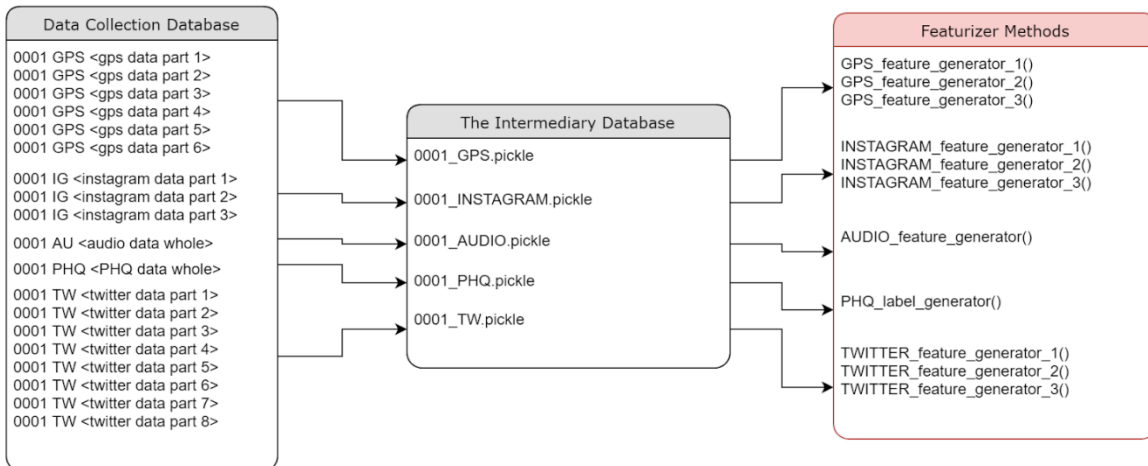 Data Collection Database
0001 GPS <gps data part 1>
0001 GPS <gps data part 2>
0001 GPS <gps data part 3>
0001 GPS <gps data part 4>
0001 GPS <gps data part 5>
0001 GPS <gps data part 6>
0001 IG <instagram data part 1>
0001 IG <instagram data part 2>
0001 IG <instagram data part 3>
0001 AU <audio data whole>
0001 PHQ <PHQ data whole>
0001 TW <twitter data part 1>
0001 TW <twitter data part 2>
0001 TW <twitter data part 3>
0001 TW <twitter data part 4>
0001 TW <twitter data part 5>
0001 TW <twitter data part 6>
0001 TW <twitter data part 7>
0001 TW <twitter data part 8>
The Intermediary Database
0001_GPS.pickle
0001_INSTAGRAM.pickle
0001_AUDIO.pickle
0001_PHQ.pickle
0001_TW.pickle
Featurizer Methods
GPS_feature_generator_1()
GPS_feature_generator_2()
GPS_feature_generator_3()
INSTAGRAM_feature_generator_1()
INSTAGRAM_feature_generator_2()
INSTAGRAM_feature_generator_3()
AUDIO_feature_generator()
PHQ_label_generator()
TWITTER_feature_generator_1()
TWITTER_feature_generator_2()
TWITTER_feature_generator_3()